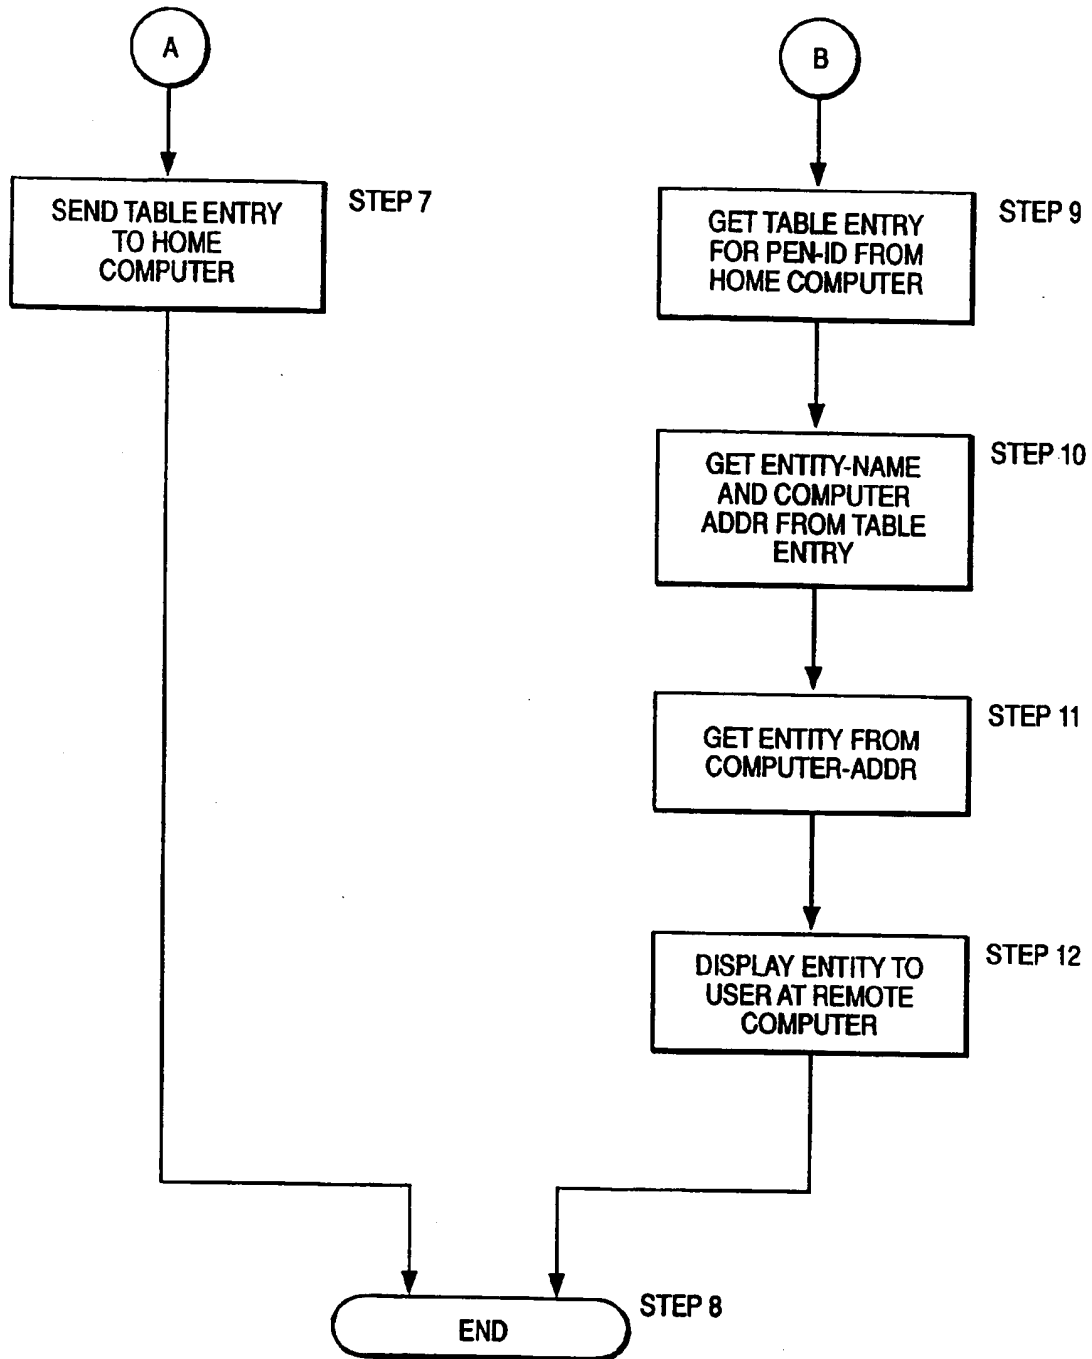 A
SEND TABLE ENTRY
TO HOME
COMPUTER
STEP 7
B
GET TABLE ENTRY
FOR PEN-ID FROM
HOME COMPUTER
STEP 9
GET ENTITY-NAME
AND COMPUTER
ADDR FROM TABLE
ENTRY
STEP 10
GET ENTITY FROM
COMPUTER-ADDR
STEP 11
DISPLAY ENTITY TO
USER AT REMOTE
COMPUTER
STEP 12
END
STEP 8